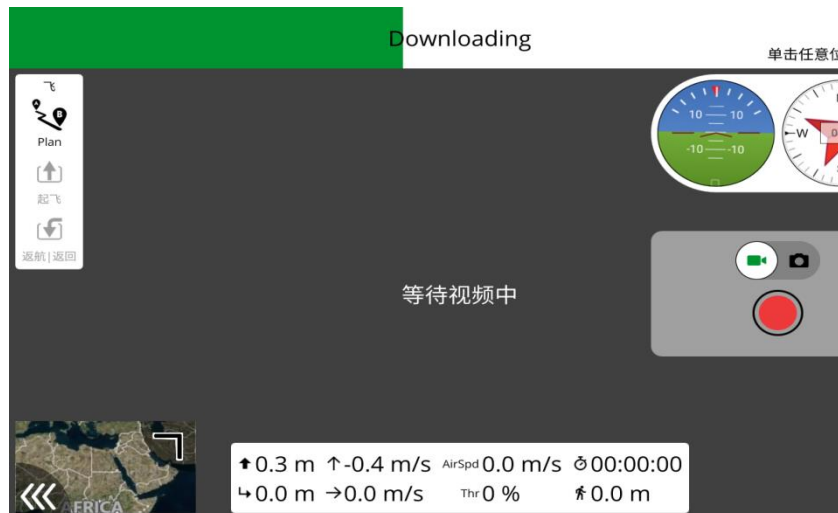 Downloading
单击任意位
飞
Plan
起飞
返航|返回
10 10
-10 -10
W
等待视频中
0.3 m -0.4 m/s AirSpd 0.0 m/s 00:00:00
0.0 m 0.0 m/s Thr 0 % 0.0 m
AFRICA